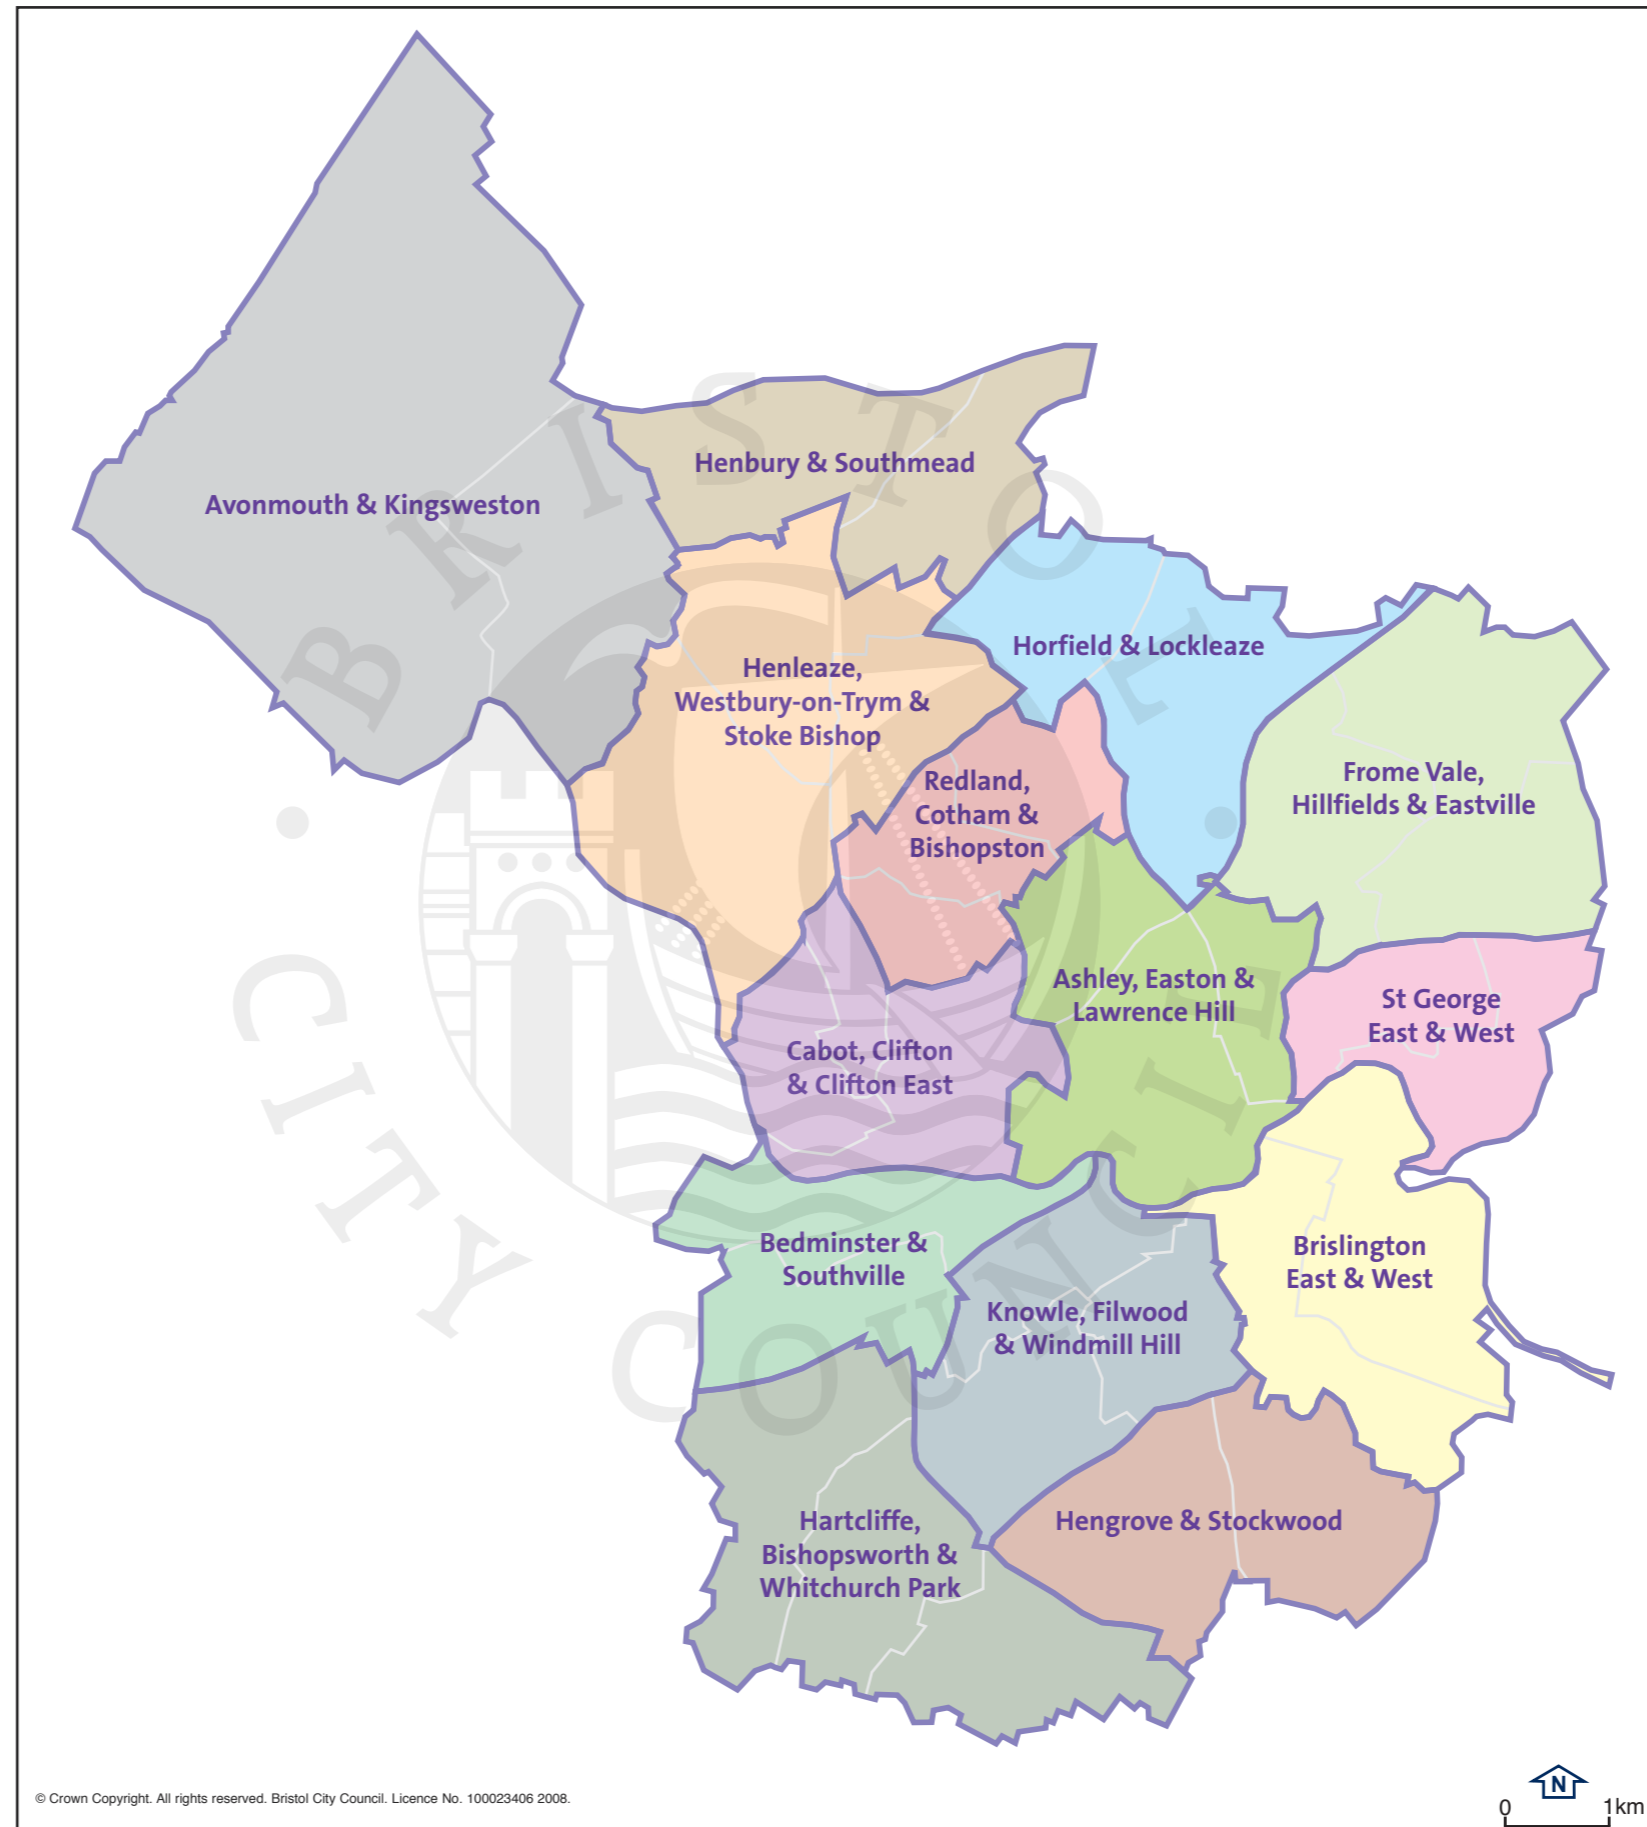 Henbury & Southmead
Avonmouth & Kingsweston
Horfield & Lockleaze
Henleaze,
Westbury-on-Trym &
Stoke Bishop
Redland,
Cotham &
Bishopston
Frome Vale,
Hillfields & Eastville
Ashley, Easton &
Lawrence Hill
St George
East & West
Cabot, Clifton
& Clifton East
Bedminster &
Southville
Brislington
East & West
Knowle, Filwood
& Windmill Hill
Hartcliffe,
Bishopsworth &
Whitchurch Park
Hengrove & Stockwood
· BRISTOL ·
CITY COUNCIL
© Crown Copyright. All rights reserved. Bristol City Council. Licence No. 100023406 2008.
N
0 1km